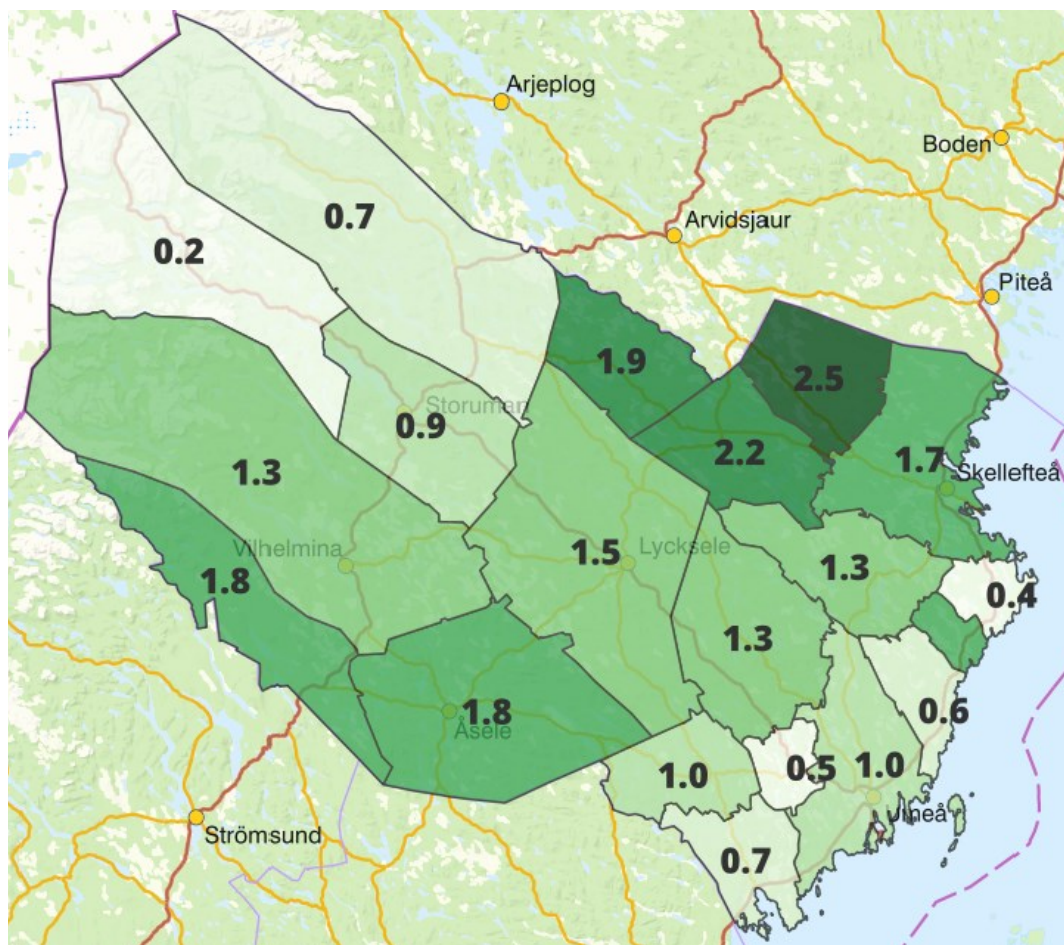 Arjeplog
Boden
0.7
Arvidsjaur
0.2
Piteå
1.9
2.5
Storuman
0.9
2.2
1.7
Skellefteå
1.3
Vilhelmina
1.5
Lycksele
1.3
1.8
0.4
1.3
0.6
1.8
Åsele
1.0
0.5
1.0
Umeå
Strömsund
0.7